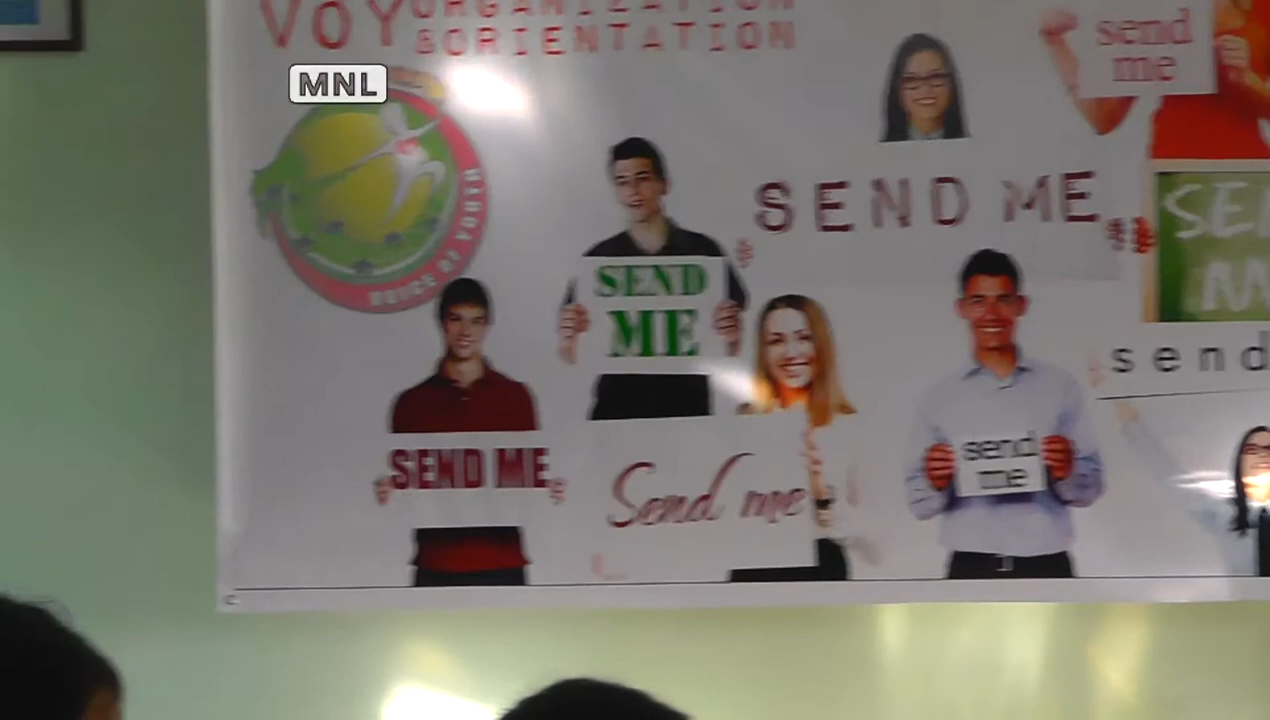 VOY ORGANIZATION
&ORIENTATION
MNL
VOICE OF YOUTH
send
me
SEND ME
SEND
ME
send
SEND ME
Send me
send
me